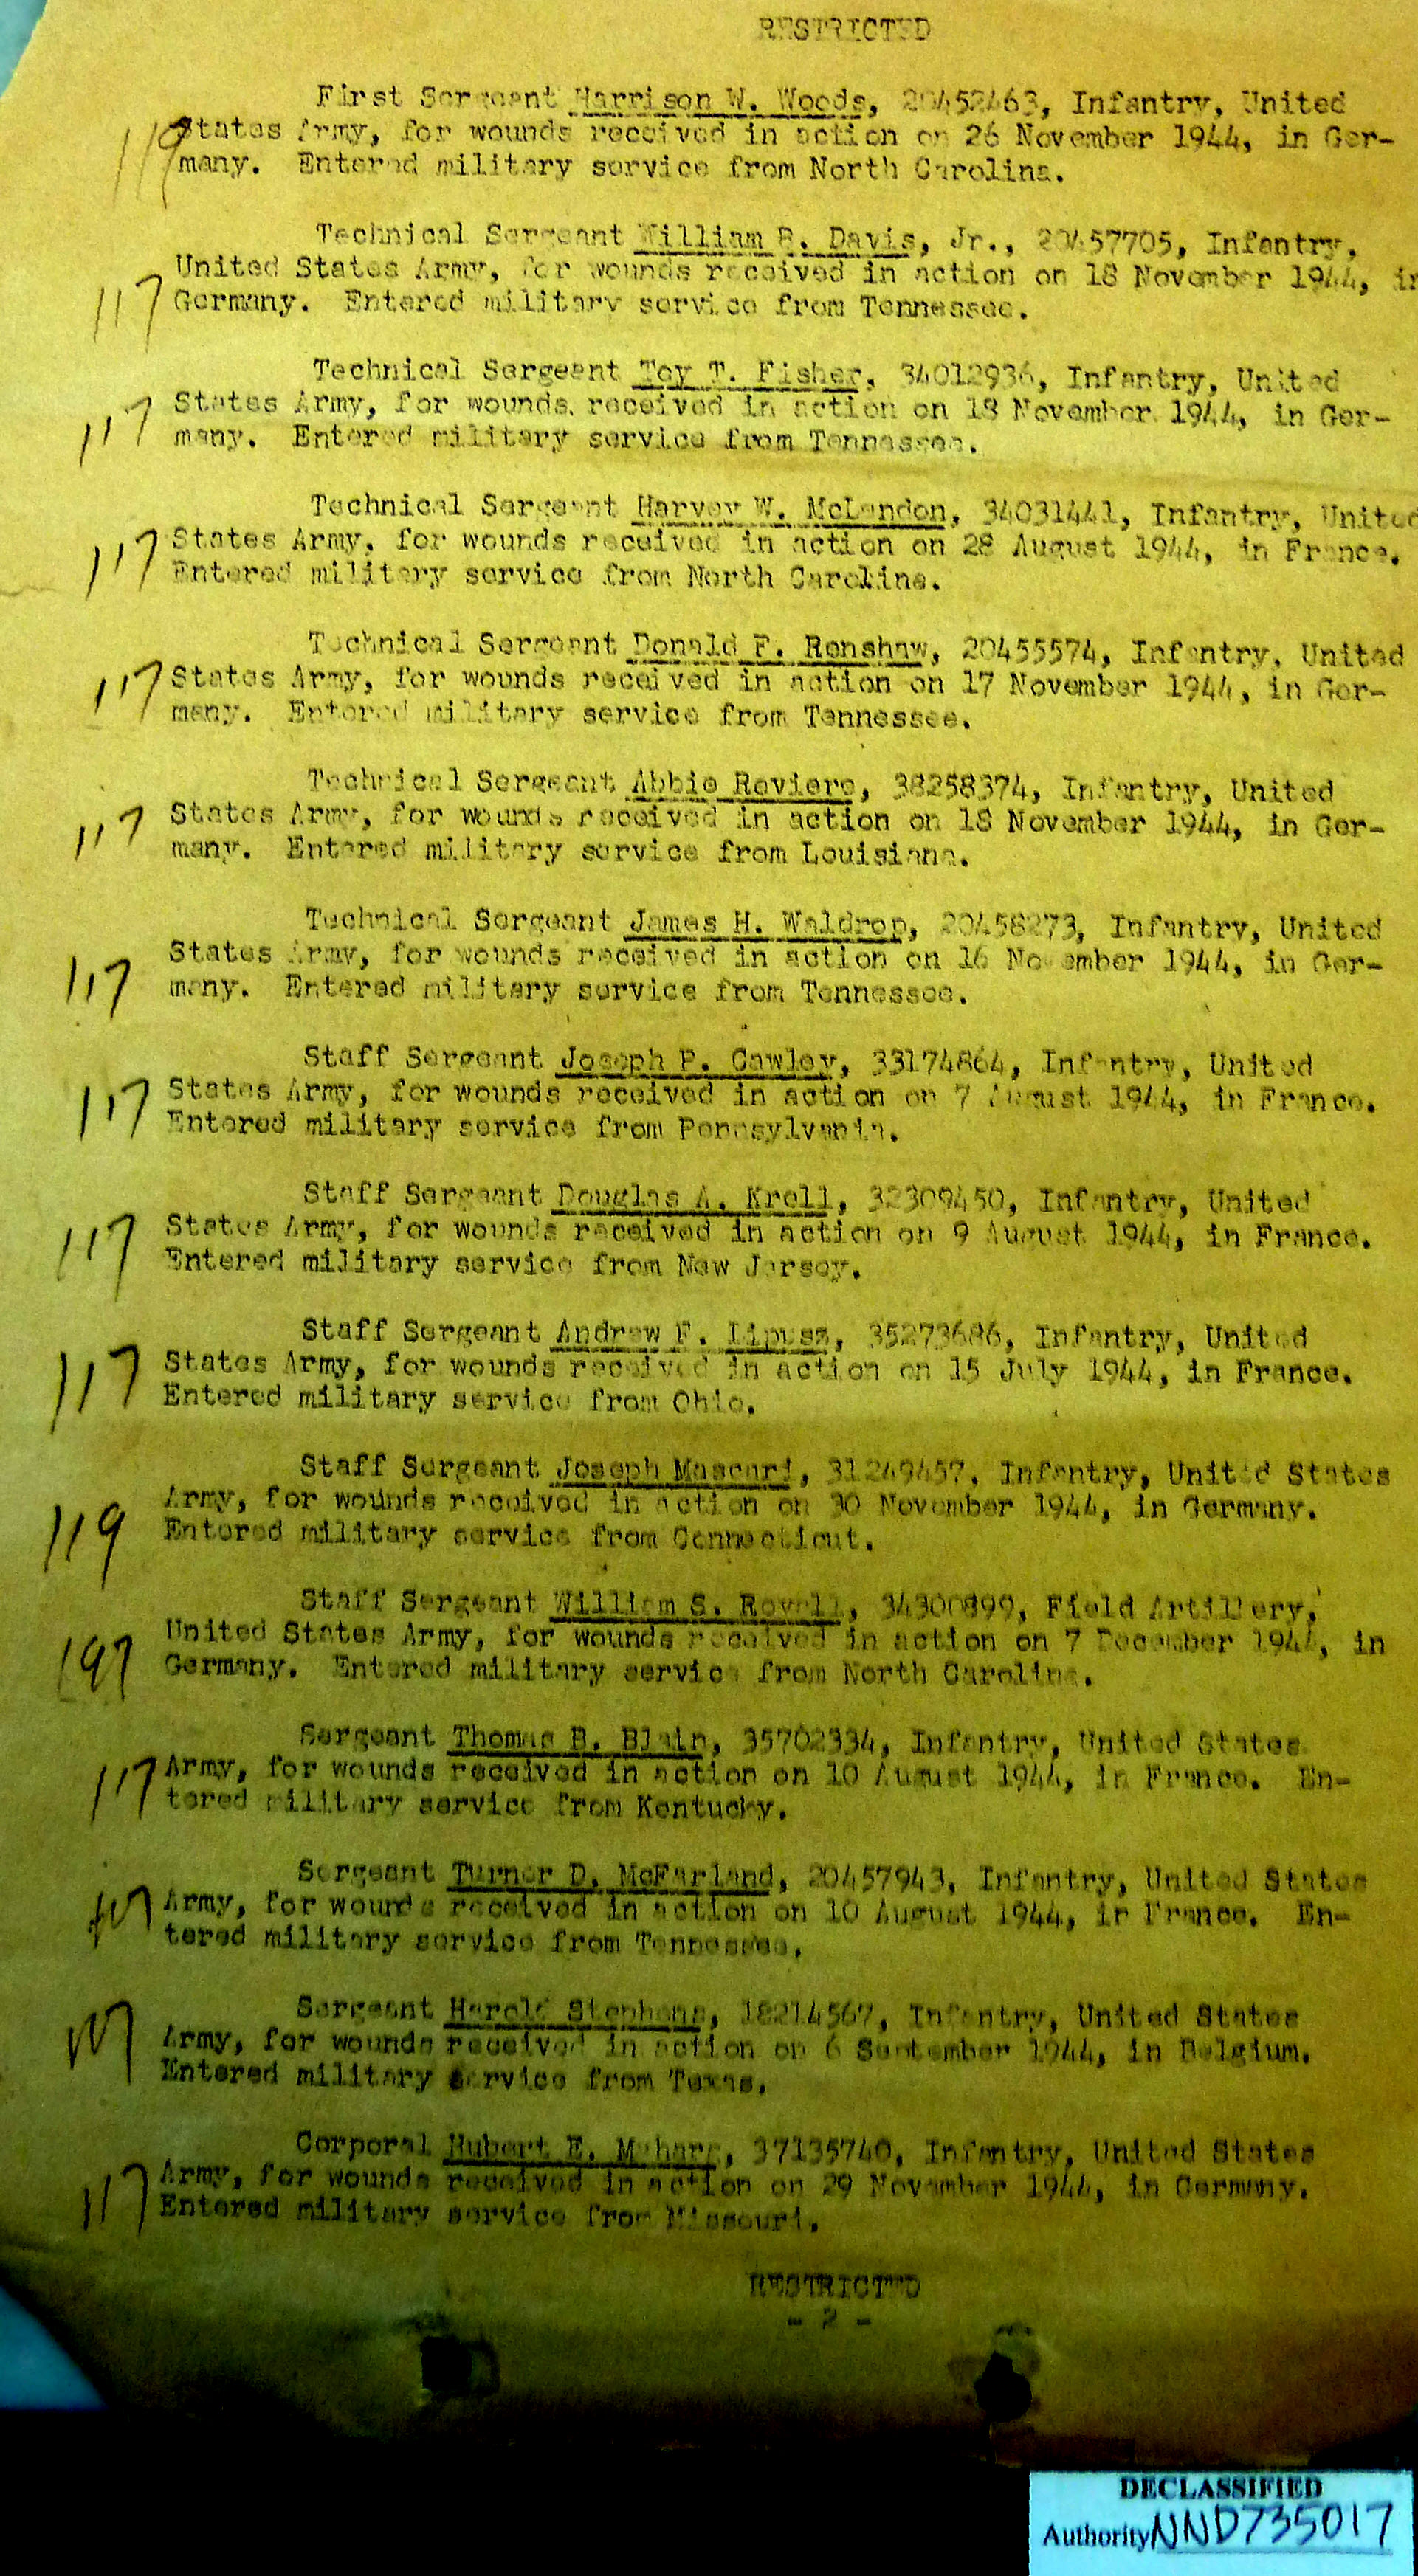 RESTRICTED
First Sergeant Harrison W. Woods, 20452463, Infantry, United
119 States Army, for wounds received in action on 26 November 1944, in Ger-
many. Entered military service from North Carolina.
Technical Sergeant William B. Davis, Jr., 20457705, Infantry,
United States Army, for wounds received in action on 18 November 1944, in
117 Germany. Entered military service from Tennessee.
Technical Sergeant Toy T. Fisher, 34012936, Infantry, United
117 States Army, for wounds received in action on 18 November 1944, in Ger-
many. Entered military service from Tennessee.
Technical Sergeant Harvey W. McLendon, 34031441, Infantry, United
117 States Army, for wounds received in action on 28 August 1944, in France.
Entered military service from North Carolina.
Technical Sergeant Donald F. Renshaw, 20455574, Infantry, United
117 States Army, for wounds received in action on 17 November 1944, in Ger-
many. Entered military service from Tennessee.
Technical Sergeant Abbie Reviere, 38258374, Infantry, United
117 States Army, for wounds received in action on 18 November 1944, in Ger-
many. Entered military service from Louisiana.
Technical Sergeant James H. Waldrop, 20458273, Infantry, United
117 States Army, for wounds received in action on 16 November 1944, in Ger-
many. Entered military service from Tennessee.
Staff Sergeant Joseph P. Cawley, 33174864, Infantry, United
117 States Army, for wounds received in action on 7 August 1944, in France.
Entered military service from Pennsylvania.
Staff Sergeant Douglas A. Krell, 32309450, Infantry, United
117 States Army, for wounds received in action on 9 August 1944, in France.
Entered military service from New Jersey.
Staff Sergeant Andrew F. 35273686, Infantry, United
117 States Army, for wounds received in action on 15 July 1944, in France.
Entered military service from Ohio.
Staff Sergeant Joseph Mascari, 31249457, Infantry, United States
119 Army, for wounds received in action on 30 November 1944, in Germany.
Entered military service from Connecticut.
Staff Sergeant William S. 34300899, Field Artillery,
197 United States Army, for wounds received in action on 7 December 1944, in
Germany. Entered military service from North Carolina.
Sergeant Thomas B. Blain, 35702334, Infantry, United States
117 Army, for wounds received in action on 10 August 1944, in France. En-
tered military service from Kentucky.
Sergeant Turner D. McFarland, 20457943, Infantry, United States
117 Army, for wounds received in action on 10 August 1944, in France. En-
tered military service from Tennessee.
Sergeant Harold Stephens, 18214567, Infantry, United States
117 Army, for wounds received in action on 6 September 1944, in Belgium.
Entered military service from Texas.
Corporal Hubert E. 37135740, Infantry, United States
117 Army, for wounds received in action on 29 November 1944, in Germany.
Entered military service from Missouri.
RESTRICTED
- 2 -
DECLASSIFIED
Authority NND735017